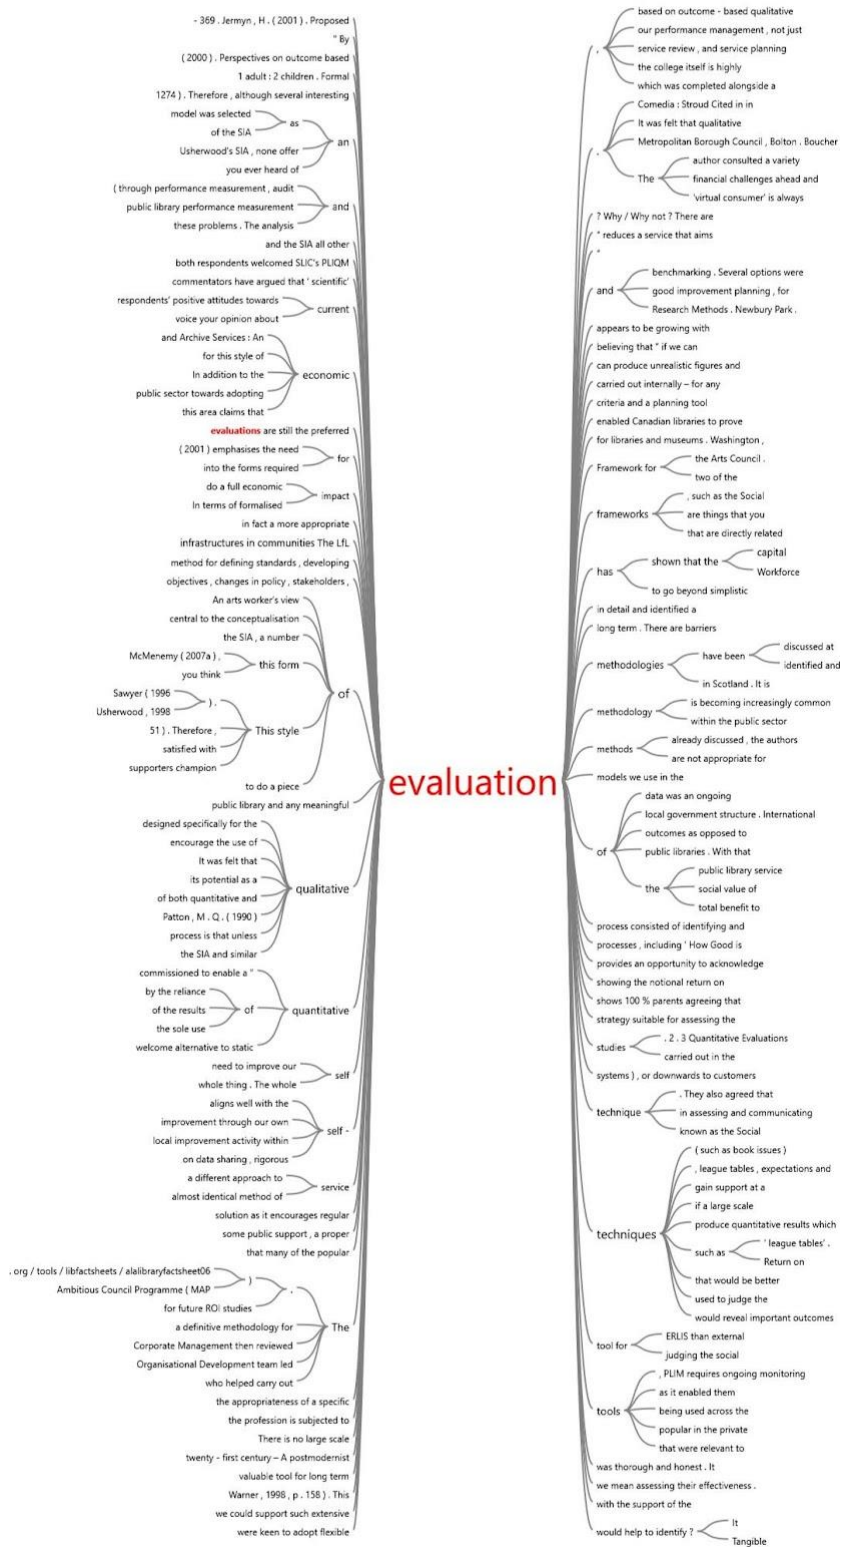 - 369 . Jermyn , H . ( 2001 ) . Proposed
" By
( 2000 ) . Perspectives on outcome based
1 adult : 2 children . Formal
1274 ) . Therefore , although several interesting
model was selected
of the SIA
as
Usherwood's SIA , none offer
you ever heard of
an
( through performance measurement , audit
public library performance measurement
these problems . The analysis
and
and the SIA all other
both respondents welcomed SLIC's PLIQM
commentators have argued that ' scientific'
respondents' positive attitudes towards
voice your opinion about
current
and Archive Services : An
for this style of
In addition to the
public sector towards adopting
this area claims that
economic
evaluations are still the preferred
( 2001 ) emphasises the need
into the forms required
for
do a full economic
In terms of formalised
impact
in fact a more appropriate
infrastructures in communities The LfL
method for defining standards , developing
objectives , changes in policy , stakeholders ,
An arts worker's view
central to the conceptualisation
the SIA , a number
McMenemy ( 2007a ) ,
you think
this form
of
Sawyer ( 1996
Usherwood , 1998
) .
51 ) . Therefore ,
satisfied with
supporters champion
This style
to do a piece
public library and any meaningful
designed specifically for the
encourage the use of
It was felt that
its potential as a
of both quantitative and
Patton , M . Q . ( 1990 )
process is that unless
the SIA and similar
qualitative
commissioned to enable a "
by the reliance
of the results
the sole use
of
welcome alternative to static
quantitative
need to improve our
whole thing . The whole
self
aligns well with the
improvement through our own
local improvement activity within
on data sharing , rigorous
self -
a different approach to
almost identical method of
service
solution as it encourages regular
some public support , a proper
that many of the popular
. org / tools / libfactsheets / alalibraryfactsheet06
Ambitious Council Programme ( MAP
)
for future ROI studies
.
a definitive methodology for
Corporate Management then reviewed
Organisational Development team led
who helped carry out
The
the appropriateness of a specific
the profession is subjected to
There is no large scale
twenty - first century – A postmodernist
valuable tool for long term
Warner , 1998 , p . 158 ) . This
we could support such extensive
were keen to adopt flexible
evaluation
,
based on outcome - based qualitative
our performance management , not just
service review , and service planning
the college itself is highly
which was completed alongside a
.
Comedia : Stroud Cited in in
It was felt that qualitative
Metropolitan Borough Council , Bolton . Boucher
The
author consulted a variety
financial challenges ahead and
'virtual consumer' is always
? Why / Why not ? There are
" reduces a service that aims
"
and
benchmarking . Several options were
good improvement planning , for
Research Methods . Newbury Park .
appears to be growing with
believing that " if we can
can produce unrealistic figures and
carried out internally – for any
criteria and a planning tool
enabled Canadian libraries to prove
for libraries and museums . Washington ,
Framework for
the Arts Council .
two of the
frameworks
, such as the Social
are things that you
that are directly related
has
shown that the
capital
Workforce
to go beyond simplistic
in detail and identified a
long term . There are barriers
methodologies
have been
discussed at
identified and
in Scotland . It is
methodology
is becoming increasingly common
within the public sector
methods
already discussed , the authors
are not appropriate for
models we use in the
of
data was an ongoing
local government structure . International
outcomes as opposed to
public libraries . With that
the
public library service
social value of
total benefit to
process consisted of identifying and
processes , including ' How Good is
provides an opportunity to acknowledge
showing the notional return on
shows 100 % parents agreeing that
strategy suitable for assessing the
studies
. 2 . 3 Quantitative Evaluations
carried out in the
systems ) , or downwards to customers
technique
. They also agreed that
in assessing and communicating
known as the Social
techniques
( such as book issues )
, league tables , expectations and
gain support at a
if a large scale
produce quantitative results which
such as
' league tables' .
Return on
that would be better
used to judge the
would reveal important outcomes
tool for
ERLIS than external
judging the social
tools
, PLIM requires ongoing monitoring
as it enabled them
being used across the
popular in the private
that were relevant to
was thorough and honest . It
we mean assessing their effectiveness .
with the support of the
would help to identify ?
It
Tangible